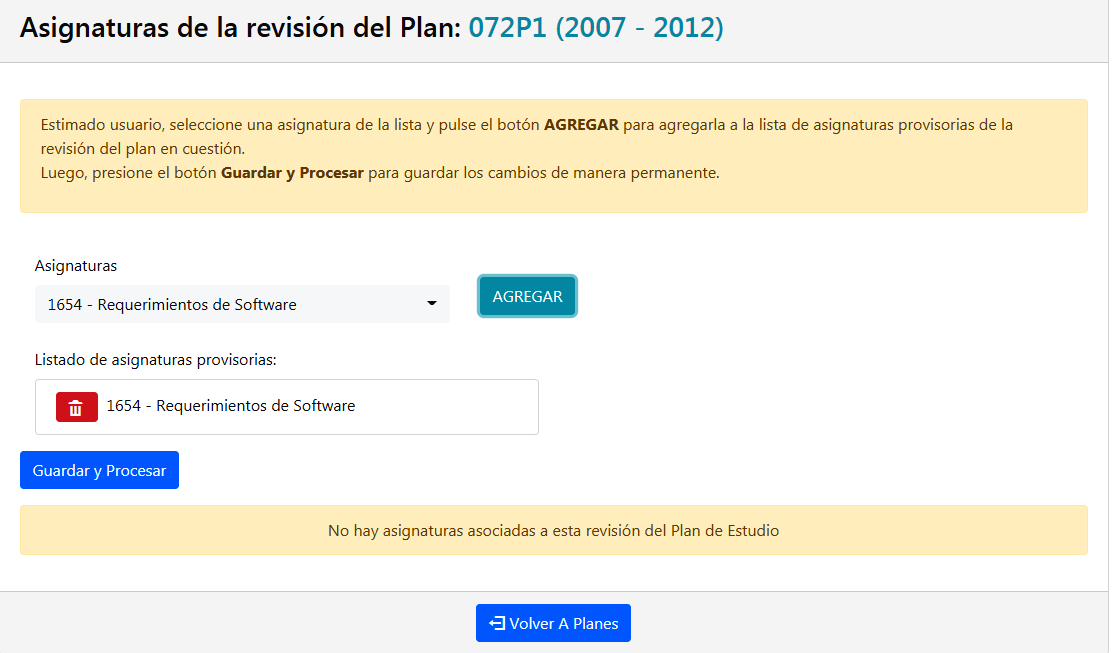 Asignaturas de la revisión del Plan: 072P1 (2007 - 2012)
Estimado usuario, seleccione una asignatura de la lista y pulse el botón AGREGAR para agregarla a la lista de asignaturas provisorias de la
revisión del plan en cuestión.
Luego, presione el botón Guardar y Procesar para guardar los cambios de manera permanente.
Asignaturas
1654 - Requerimientos de Software
AGREGAR
Listado de asignaturas provisorias:
1654 - Requerimientos de Software
Guardar y Procesar
No hay asignaturas asociadas a esta revisión del Plan de Estudio
Volver A Planes